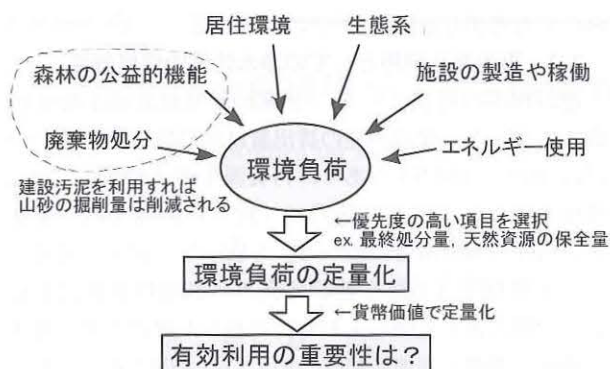 居住環境
生態系
森林の公益的機能
施設の製造や稼働
廃棄物処分
環境負荷
エネルギー使用
建設汚泥を利用すれば
山砂の掘削量は削減される
←優先度の高い項目を選択
ex. 最終処分量, 天然資源の保全量
環境負荷の定量化
←貨幣価値で定量化
有効利用の重要性は？